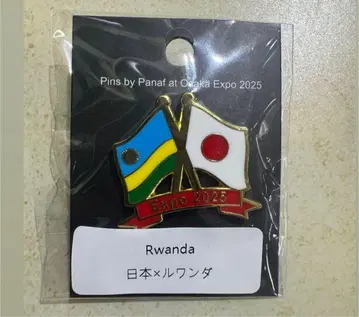 Pins by Panaf at Osaka Expo 2025
Expo 2025
Rwanda
日本×ルワンダ